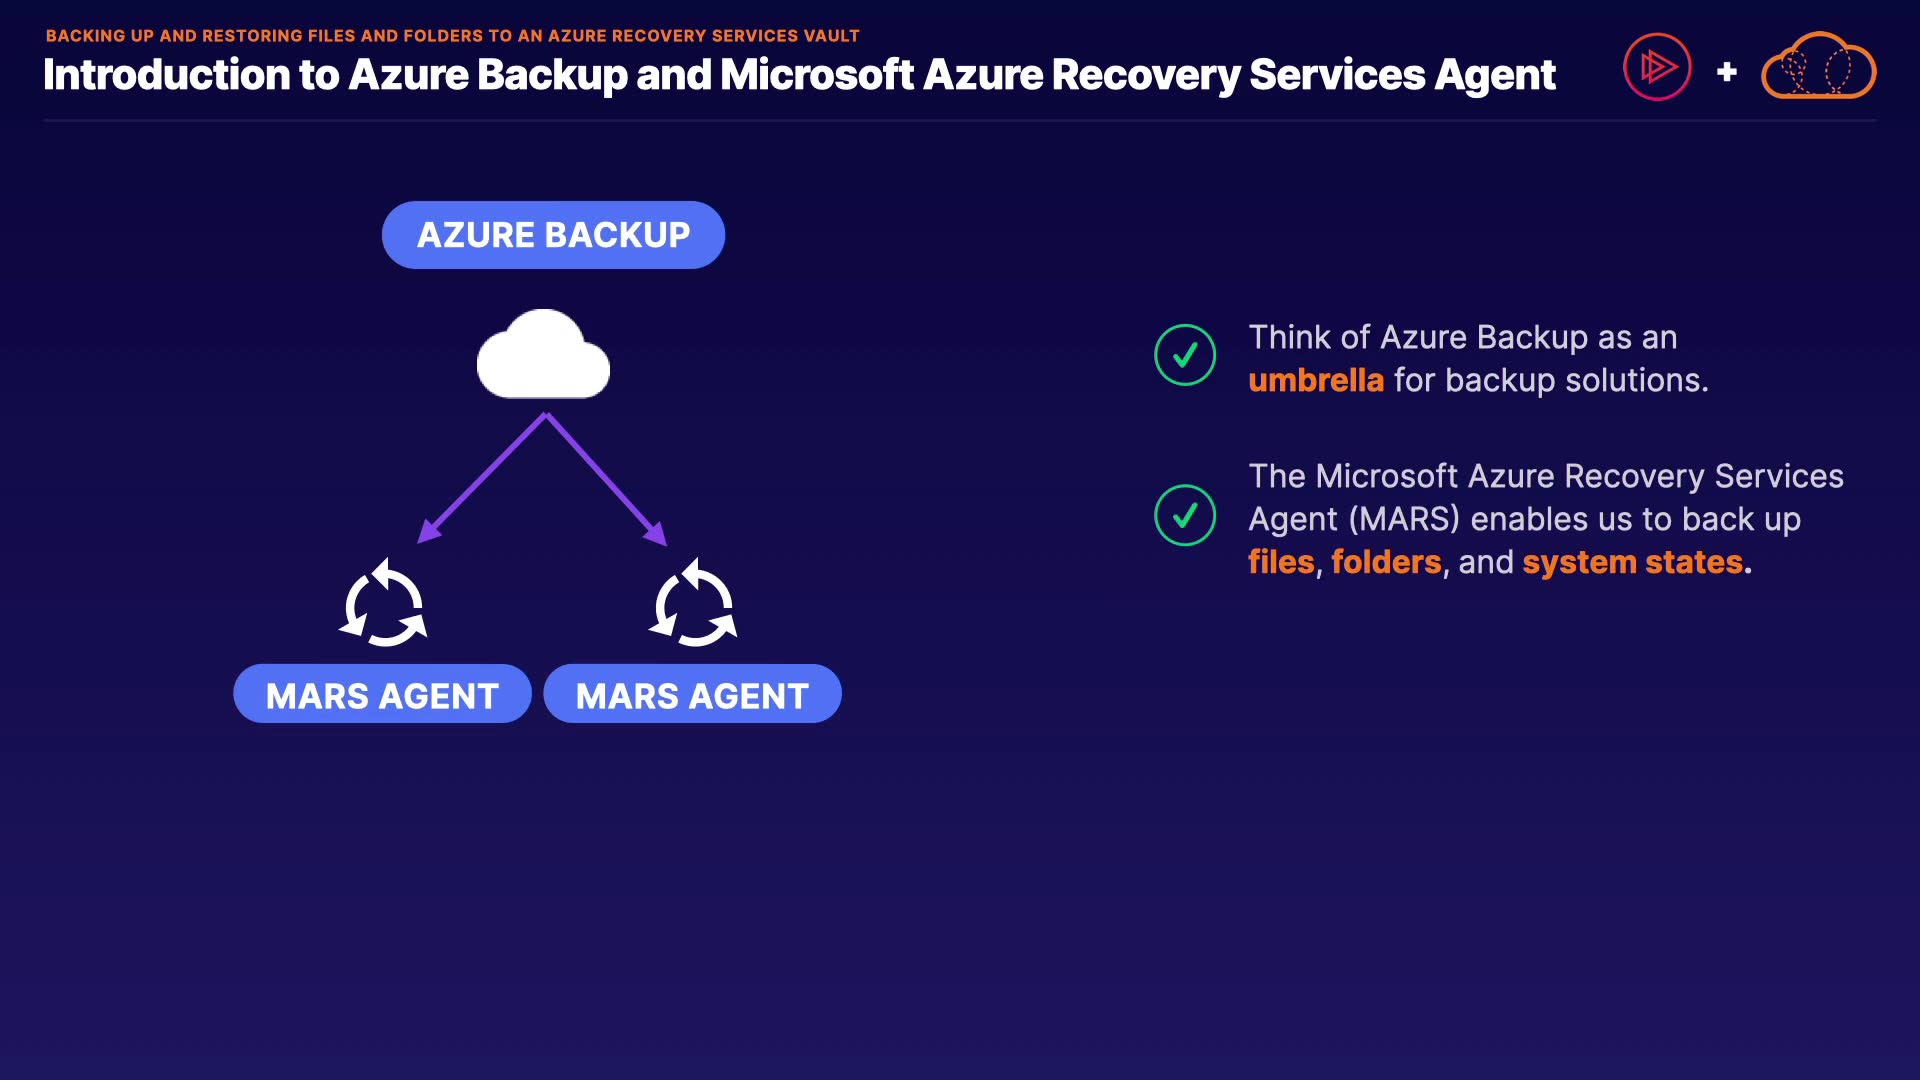 BACKING UP AND RESTORING FILES AND FOLDERS TO AN AZURE RECOVERY SERVICES VAULT
Introduction to Azure Backup and Microsoft Azure Recovery Services Agent
AZURE BACKUP
MARS AGENT
MARS AGENT
Think of Azure Backup as an
umbrella for backup solutions.
The Microsoft Azure Recovery Services
Agent (MARS) enables us to back up
files, folders, and system states.